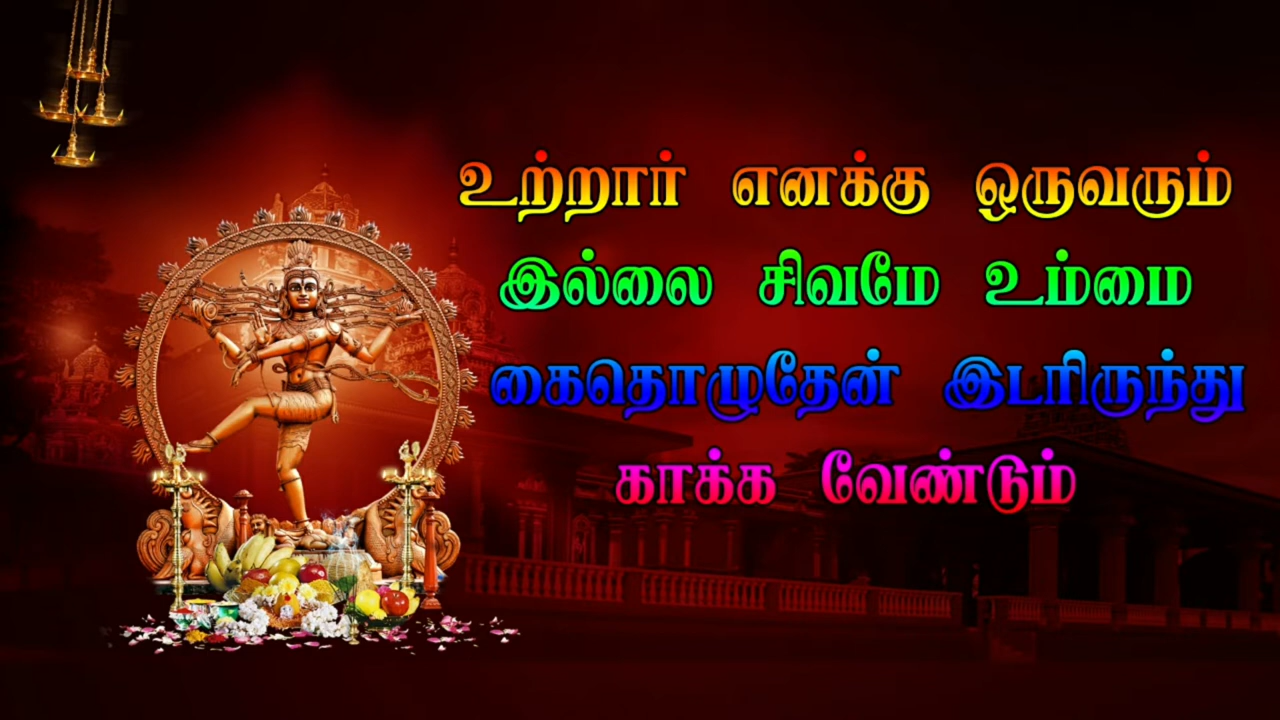 உற்றார் எனக்கு ஒருவரும்
இல்லை சிவமே உம்மை
கைதொழுதேன் இடரிருந்து
காக்க வேண்டும்